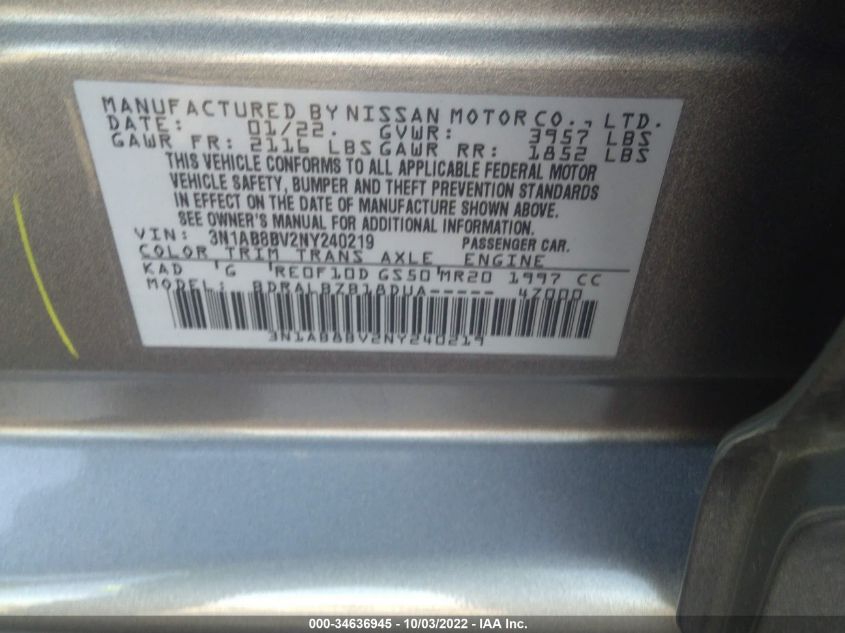 MANUFACTURED BY NISSAN MOTOR CO., LTD.
DATE: 01/22. GVWR: 3957 LBS
GAWR FR: 2116 LBS GAWR RR: 1852 LBS
THIS VEHICLE CONFORMS TO ALL APPLICABLE FEDERAL MOTOR
VEHICLE SAFETY, BUMPER AND THEFT PREVENTION STANDARDS
IN EFFECT ON THE DATE OF MANUFACTURE SHOWN ABOVE.
SEE OWNER'S MANUAL FOR ADDITIONAL INFORMATION.
VIN: 3N1AB8BV2NY240219 PASSENGER CAR.
COLOR TRIM TRANS AXLE ENGINE
KAD G RE0F10D GS50 MR20 1997 CC
MODEL: BDRALBZB18DUA----- 4Z000
3N1AB8BV2NY240219
000-34636945 - 10/03/2022 - IAA Inc.